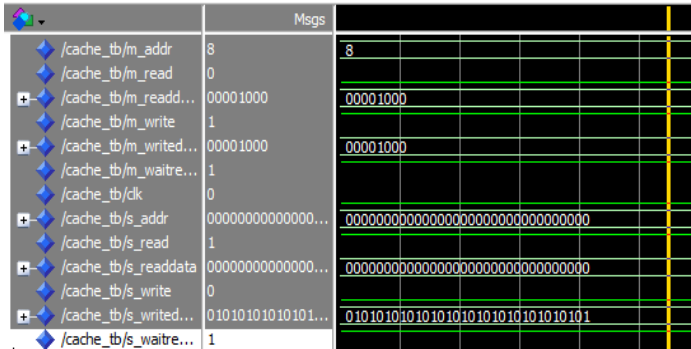 Msgs
/cache_tb/m_addr 8 8
/cache_tb/m_read 0
/cache_tb/m_readd... 00001000 00001000
/cache_tb/m_write 1
/cache_tb/m_writed... 00001000 00001000
/cache_tb/m_waitre... 1
/cache_tb/clk 0
/cache_tb/s_addr 00000000000000... 00000000000000000000000000000000
/cache_tb/s_read 1
/cache_tb/s_readdata 00000000000000... 00000000000000000000000000000000
/cache_tb/s_write 0
/cache_tb/s_writed... 01010101010101... 01010101010101010101010101010101
/cache_tb/s_waitre... 1